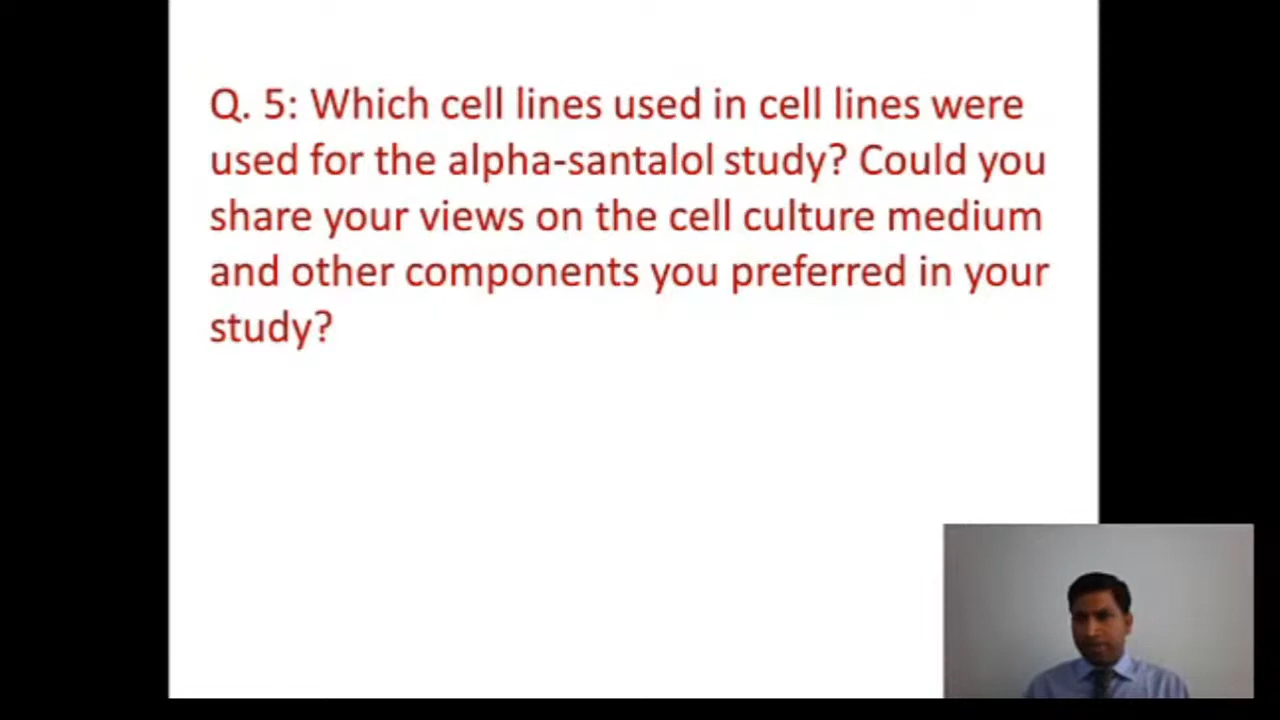 Q. 5: Which cell lines used in cell lines were
used for the alpha-santalol study? Could you
share your views on the cell culture medium
and other components you preferred in your
study?